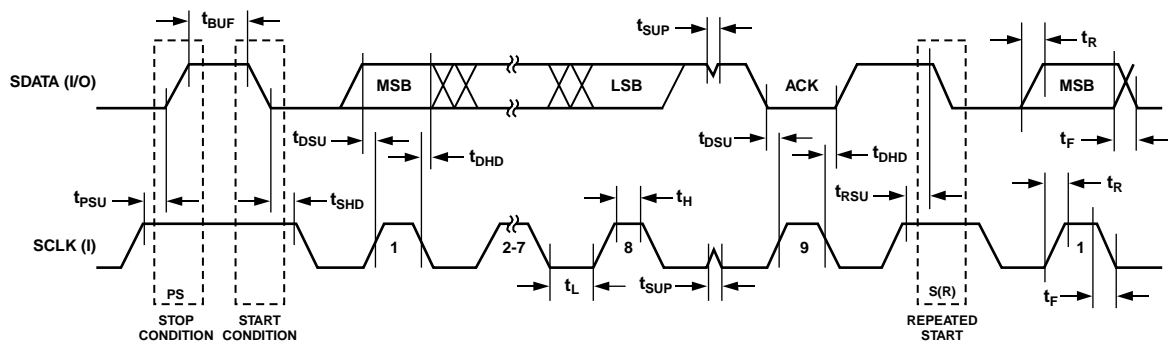 tBUF
tSUP
tR
SDATA (I/O)
MSB
LSB
ACK
MSB
tDSU
tDHD
tDSU
tDHD
tF
tPSU
tSHD
tH
tRSU
tR
SCLK (I)
1
2-7
8
9
1
PS
tL
tSUP
S(R)
tF
STOP
CONDITION
START
CONDITION
REPEATED
START